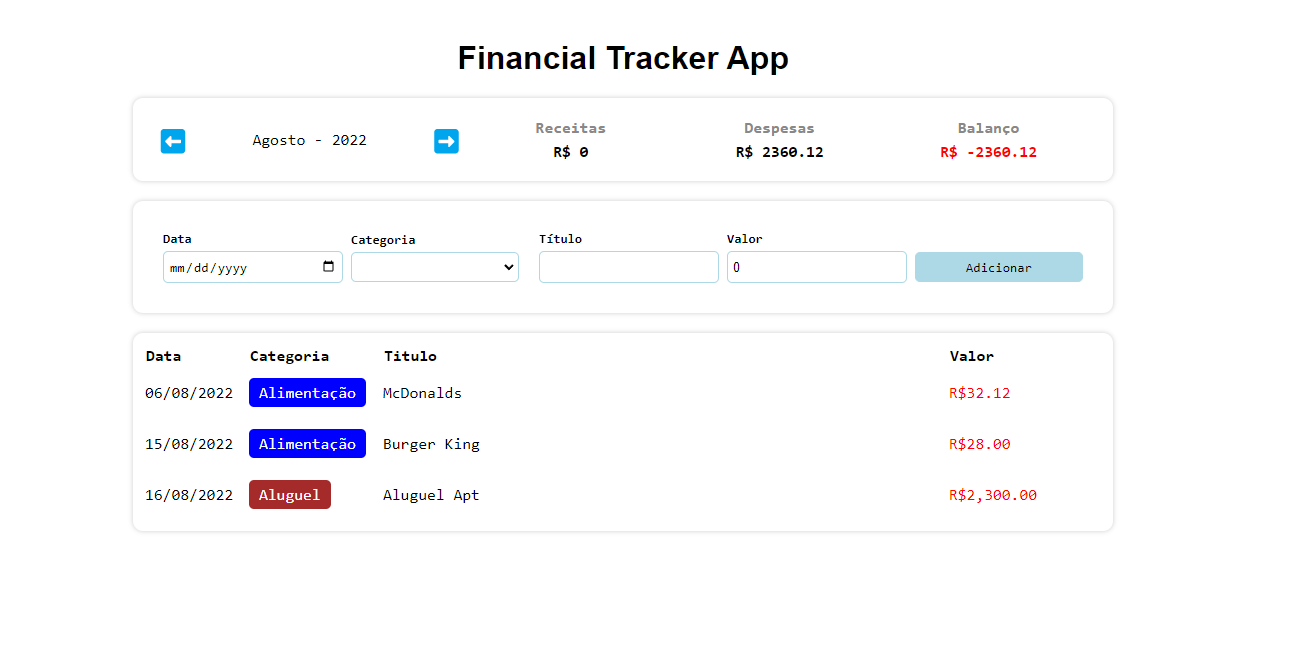 Financial Tracker App
Agosto - 2022
Receitas
R$ 0
Despesas
R$ 2360.12
Balanço
R$ -2360.12
Data
mm/dd/yyyy
Categoria
Título
Valor
0
Adicionar
Data Categoria Titulo Valor
06/08/2022 Alimentação McDonalds R$32.12
15/08/2022 Alimentação Burger King R$28.00
16/08/2022 Aluguel Aluguel Apt R$2,300.00